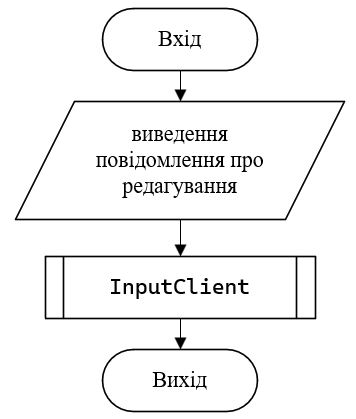 Вхід
виведення
повідомлення про
редагування
InputClient
Вихід